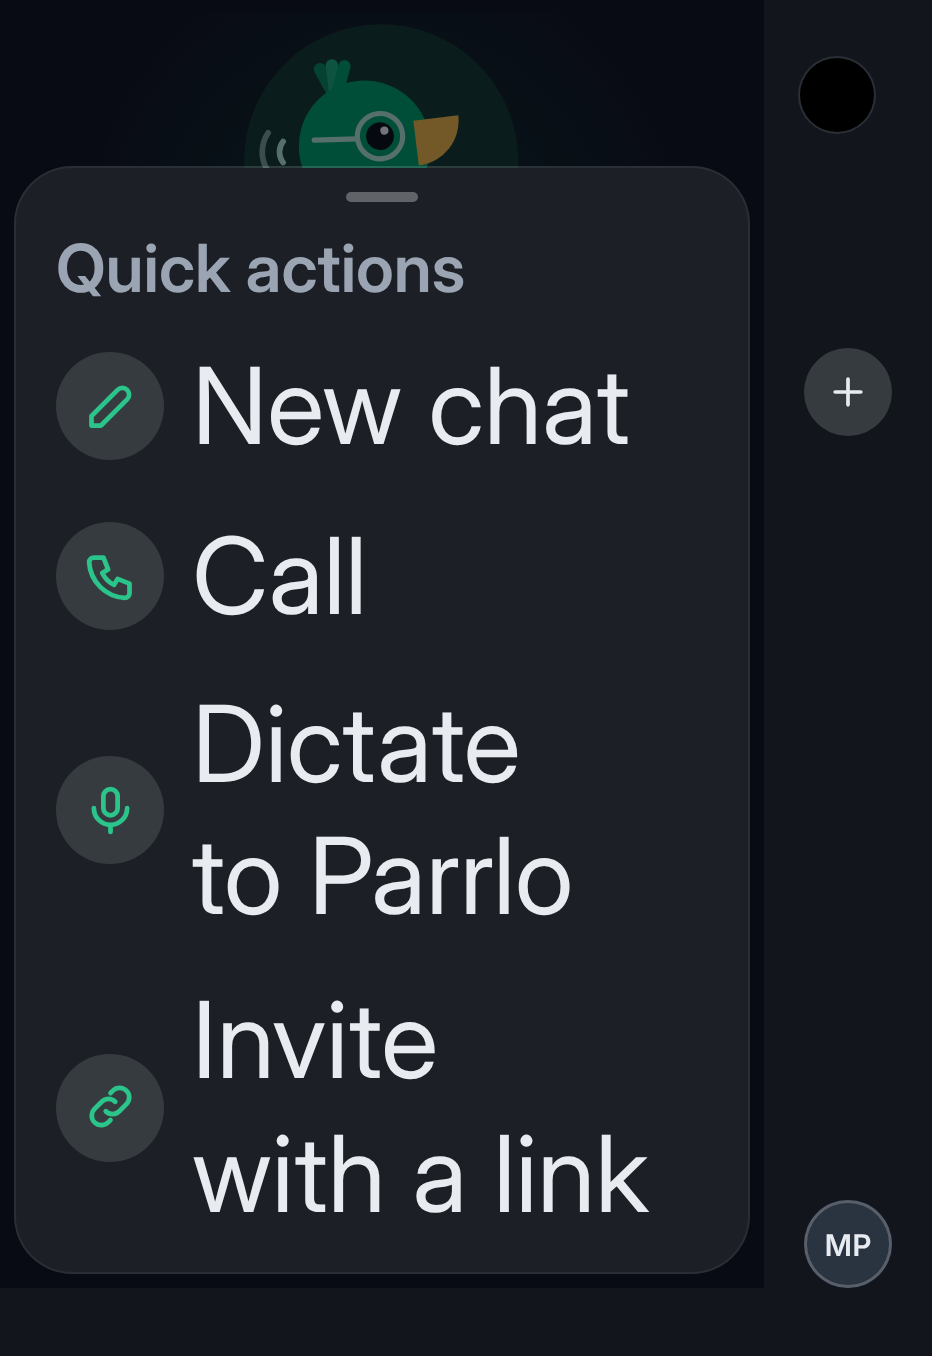 Quick actions
New chat
Call
Dictate
to Parrlo
Invite
with a link
MP